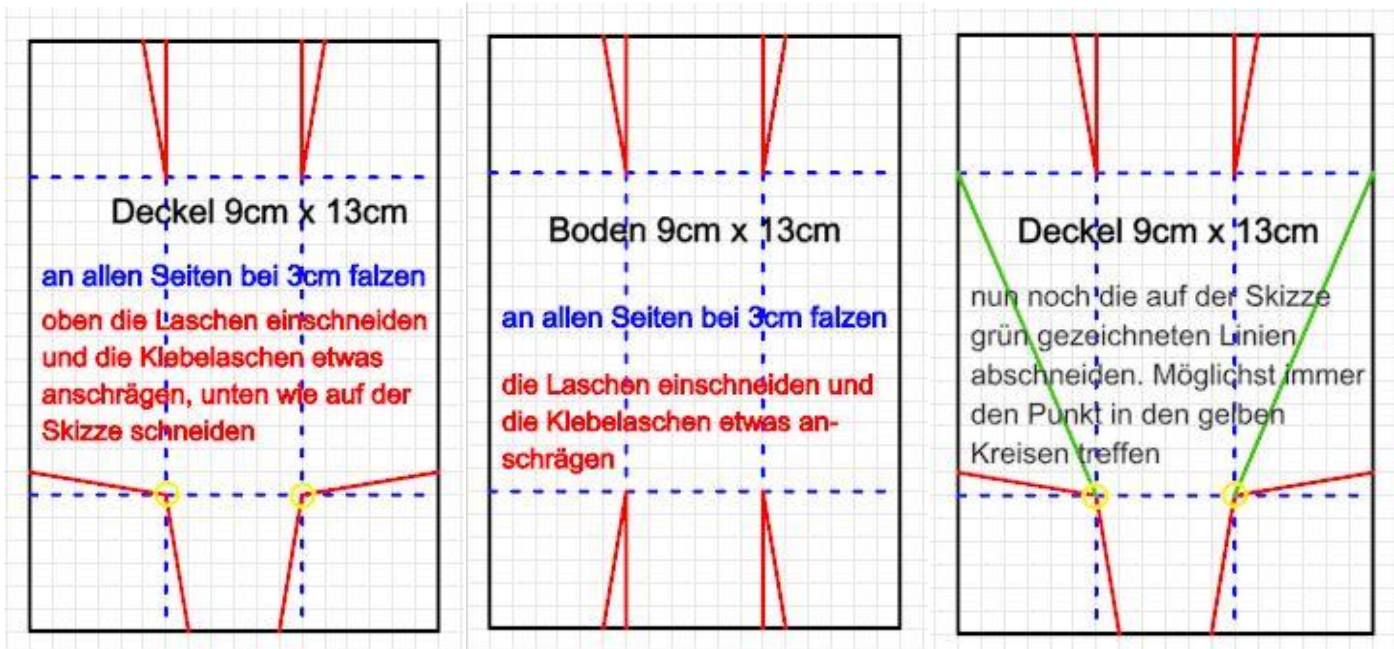 Deckel 9cm x 13cm
an allen Seiten bei 3cm falzen
oben die Laschen einschneiden
und die Klebelaschen etwas
anschrägen, unten wie auf der
Skizze schneiden
Boden 9cm x 13cm
an allen Seiten bei 3cm falzen
die Laschen einschneiden und
die Klebelaschen etwas an-
schrägen
Deckel 9cm x 13cm
nun noch die auf der Skizze
grün gezeichneten Linien
abschneiden. Möglichst immer
den Punkt in den gelben
Kreisen treffen